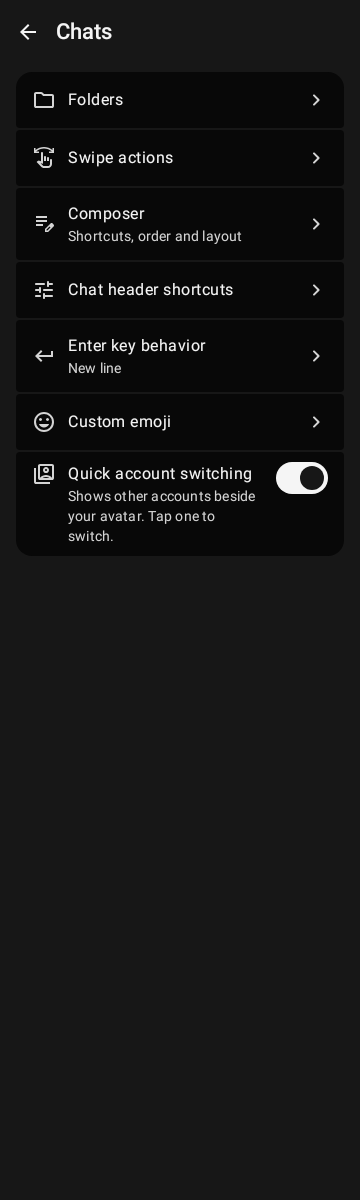 Chats
Folders
Swipe actions
Composer
Shortcuts, order and layout
Chat header shortcuts
Enter key behavior
New line
Custom emoji
Quick account switching
Shows other accounts beside
your avatar. Tap one to
switch.